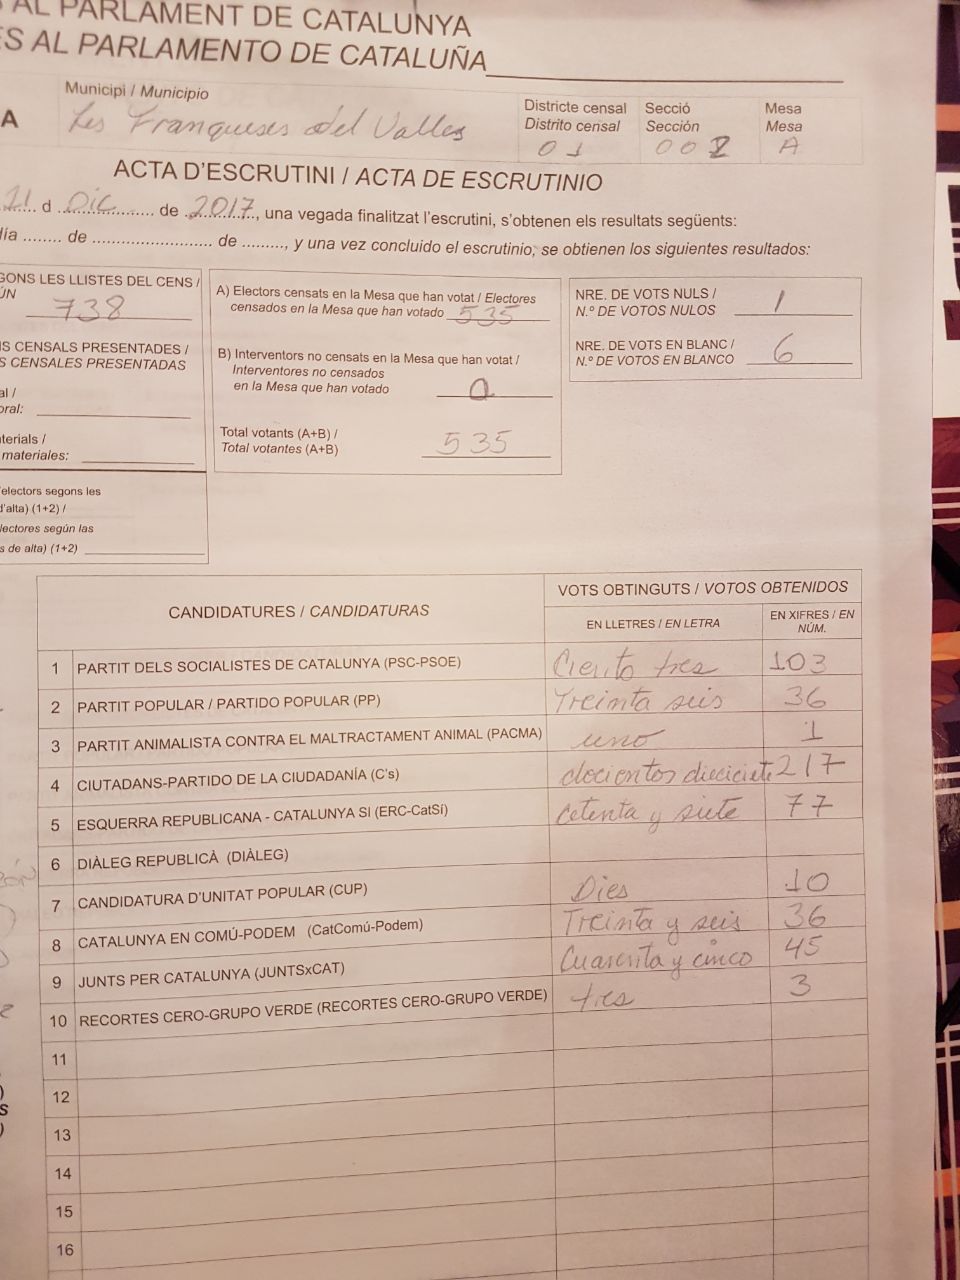 AL PARLAMENT DE CATALUNYA
ES AL PARLAMENTO DE CATALUÑA
A
Municipi / Municipio
Les Franqueses del Valles
Districte censal
Distrito censal
01
Secció
Sección
002
Mesa
Mesa
A
ACTA D'ESCRUTINI / ACTA DE ESCRUTINIO
21 d Dic de 2017, una vegada finalitzat l'escrutini, s'obtenen els resultats següents:
día ........ de ........................... de ........., y una vez concluido el escrutinio, se obtienen los siguientes resultados:
GONS LES LLISTES DEL CENS /
ÚN
738
IS CENSALS PRESENTADES /
S CENSALES PRESENTADAS
al /
oral:
terials /
materiales:
electors segons les
d'alta) (1+2) /
lectores según las
s de alta) (1+2)
A) Electors censats en la Mesa que han votat / Electores
censados en la Mesa que han votado 535
B) Interventors no censats en la Mesa que han votat /
Interventores no censados
en la Mesa que han votado 0
Total votants (A+B) /
Total votantes (A+B) 535
NRE. DE VOTS NULS /
N.º DE VOTOS NULOS 1
NRE. DE VOTS EN BLANC /
N.º DE VOTOS EN BLANCO 6
CANDIDATURES / CANDIDATURAS
VOTS OBTINGUTS / VOTOS OBTENIDOS
EN LLETRES / EN LETRA
EN XIFRES / EN
NÚM.
1 PARTIT DELS SOCIALISTES DE CATALUNYA (PSC-PSOE) Ciento tres 103
2 PARTIT POPULAR / PARTIDO POPULAR (PP) Treinta seis 36
3 PARTIT ANIMALISTA CONTRA EL MALTRACTAMENT ANIMAL (PACMA) uno 1
4 CIUTADANS-PARTIDO DE LA CIUDADANÍA (C's) docientos dieciciete 217
5 ESQUERRA REPUBLICANA - CATALUNYA SI (ERC-CatSí) Cetenta y siete 77
6 DIÀLEG REPUBLICÀ (DIÀLEG)
7 CANDIDATURA D'UNITAT POPULAR (CUP) Dies 10
8 CATALUNYA EN COMÚ-PODEM (CatComú-Podem) Treinta y seis 36
9 JUNTS PER CATALUNYA (JUNTSxCAT) Cuarenta y cinco 45
10 RECORTES CERO-GRUPO VERDE (RECORTES CERO-GRUPO VERDE) tres 3
11
12
13
14
15
16